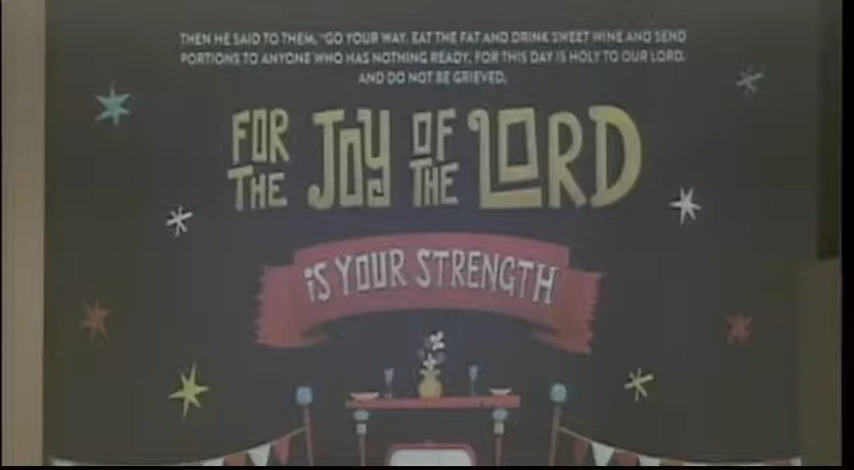 THEN HE SAID TO THEM, "GO YOUR WAY. EAT THE FAT AND DRINK SWEET WINE AND SEND
PORTIONS TO ANYONE WHO HAS NOTHING READY, FOR THIS DAY IS HOLY TO OUR LORD.
AND DO NOT BE GRIEVED,
FOR THE JOY OF THE LORD
iS YOUR STRENGTH